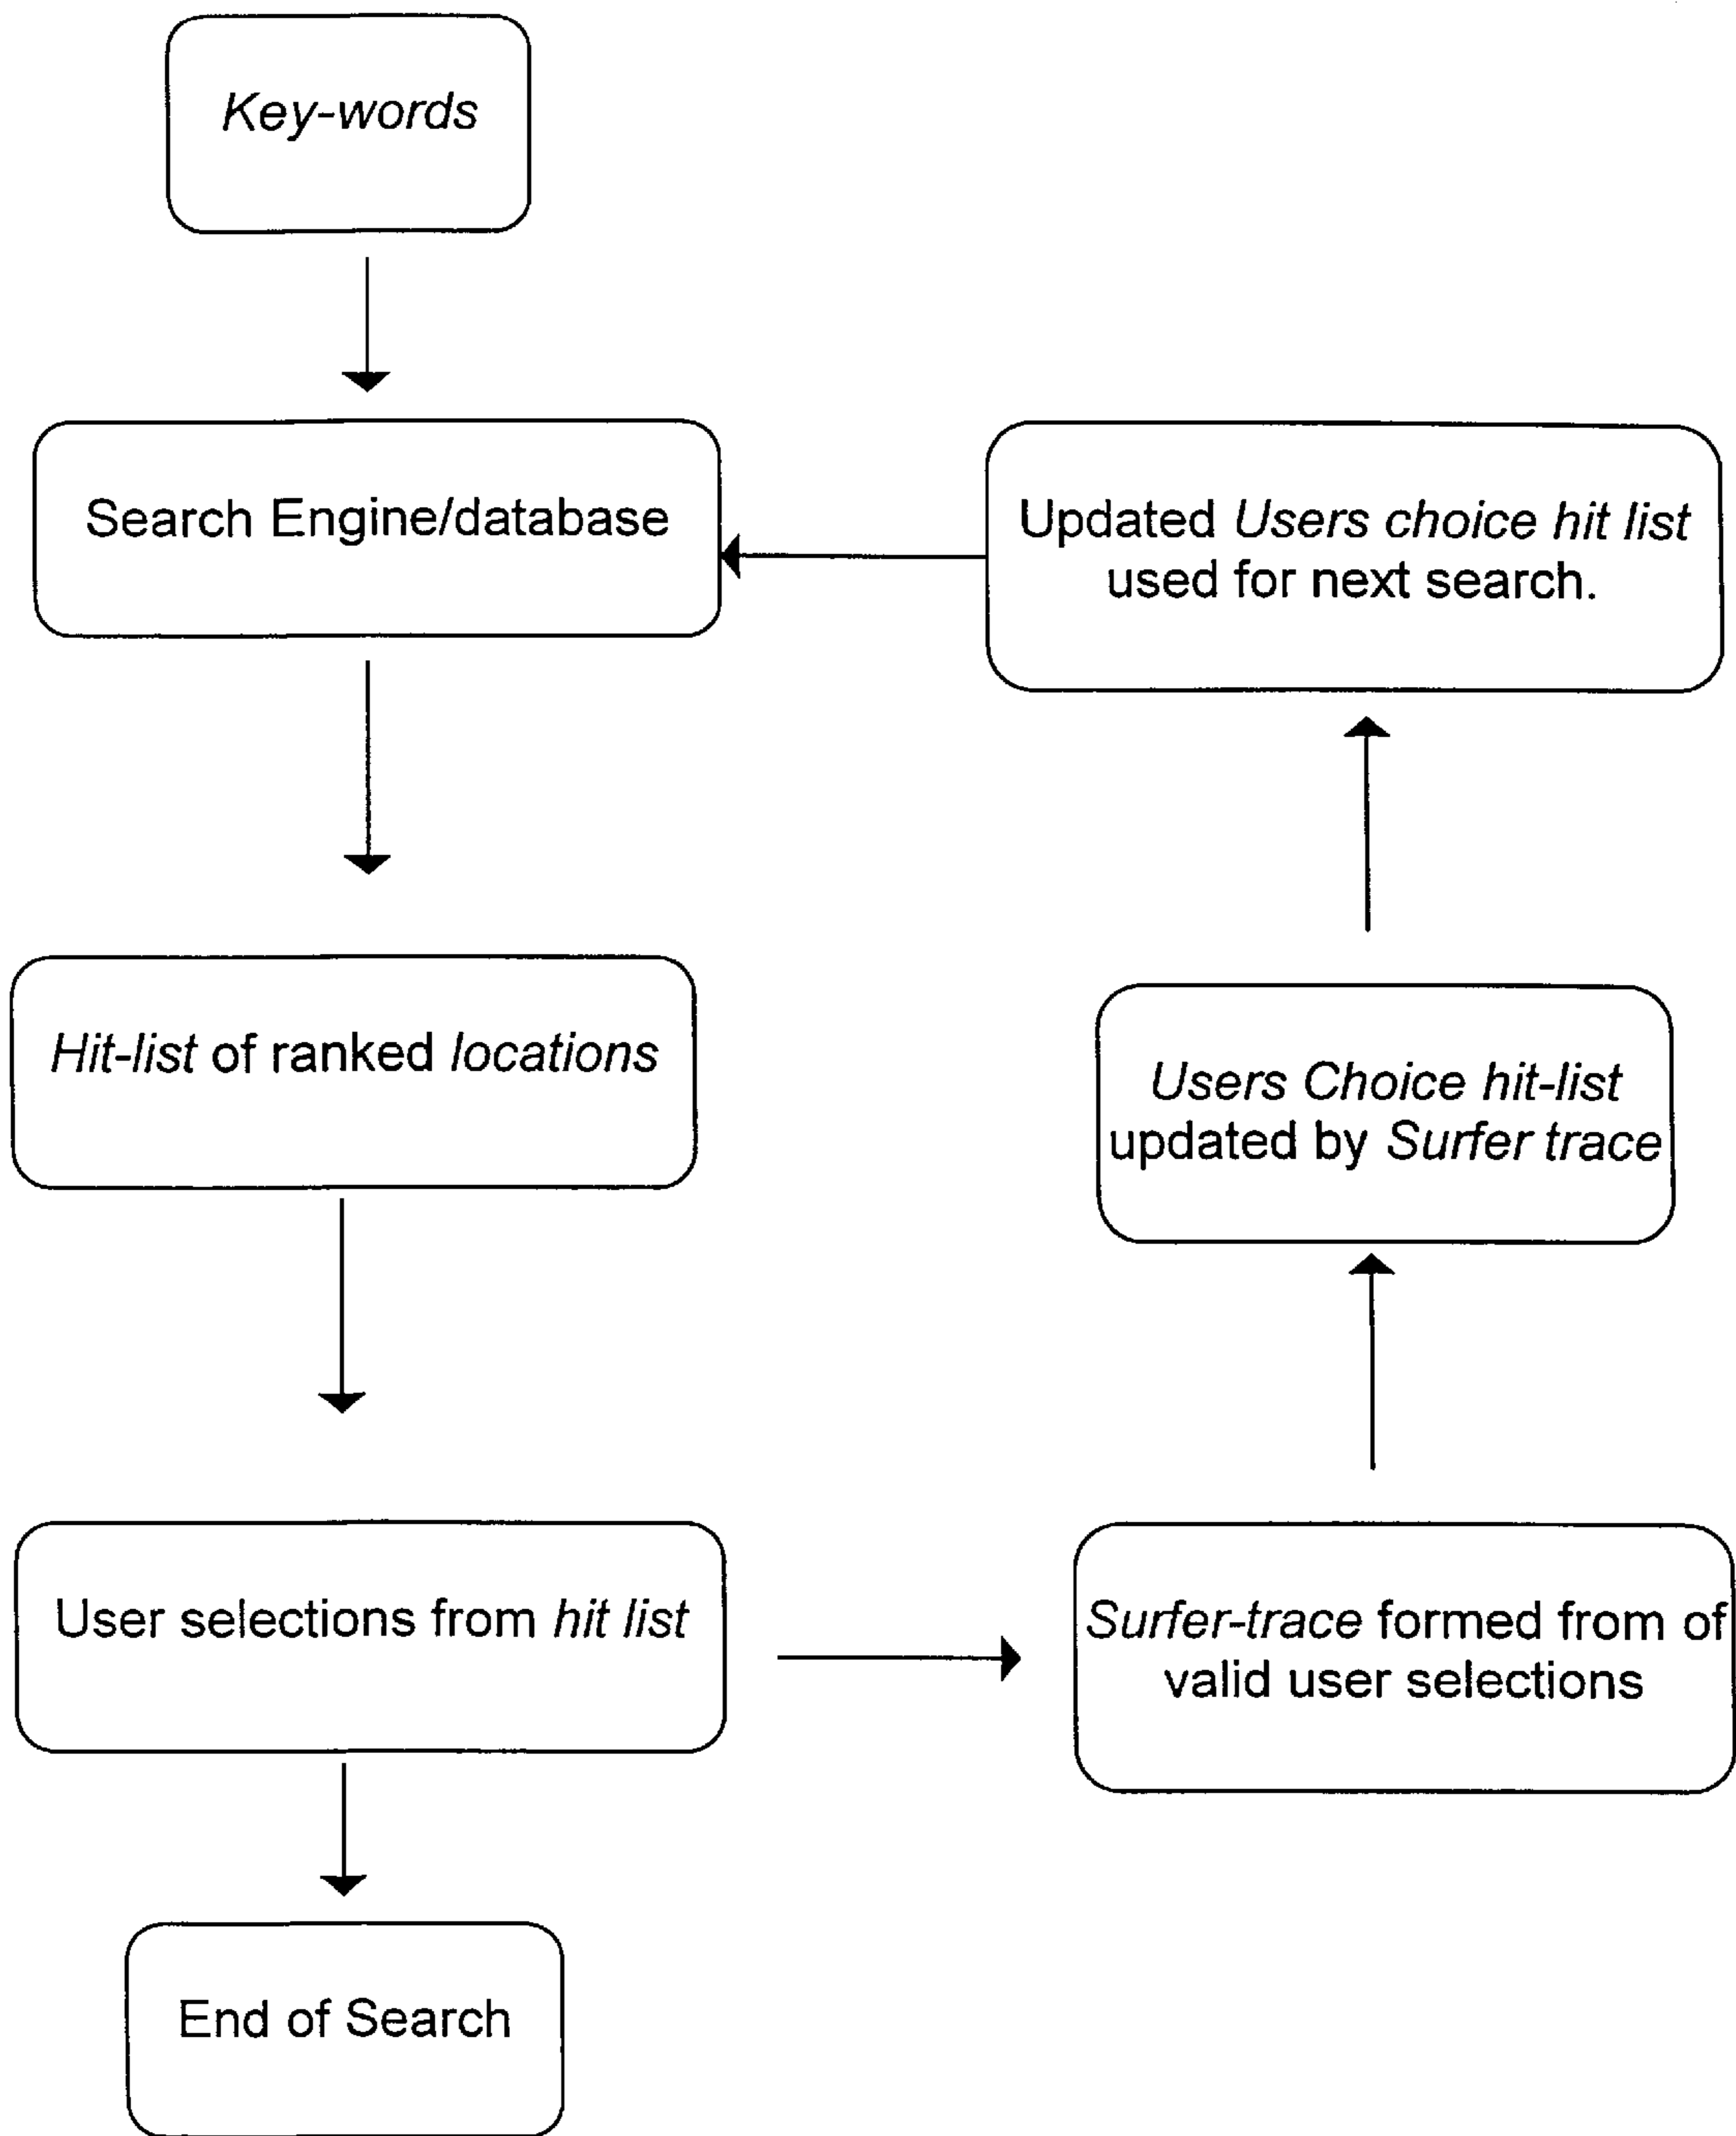 Key-words
Search Engine/database
Updated Users choice hit list
used for next search.
Hit-list of ranked locations
Users Choice hit-list
updated by Surfer trace
User selections from hit list
Surfer-trace formed from of
valid user selections
End of Search